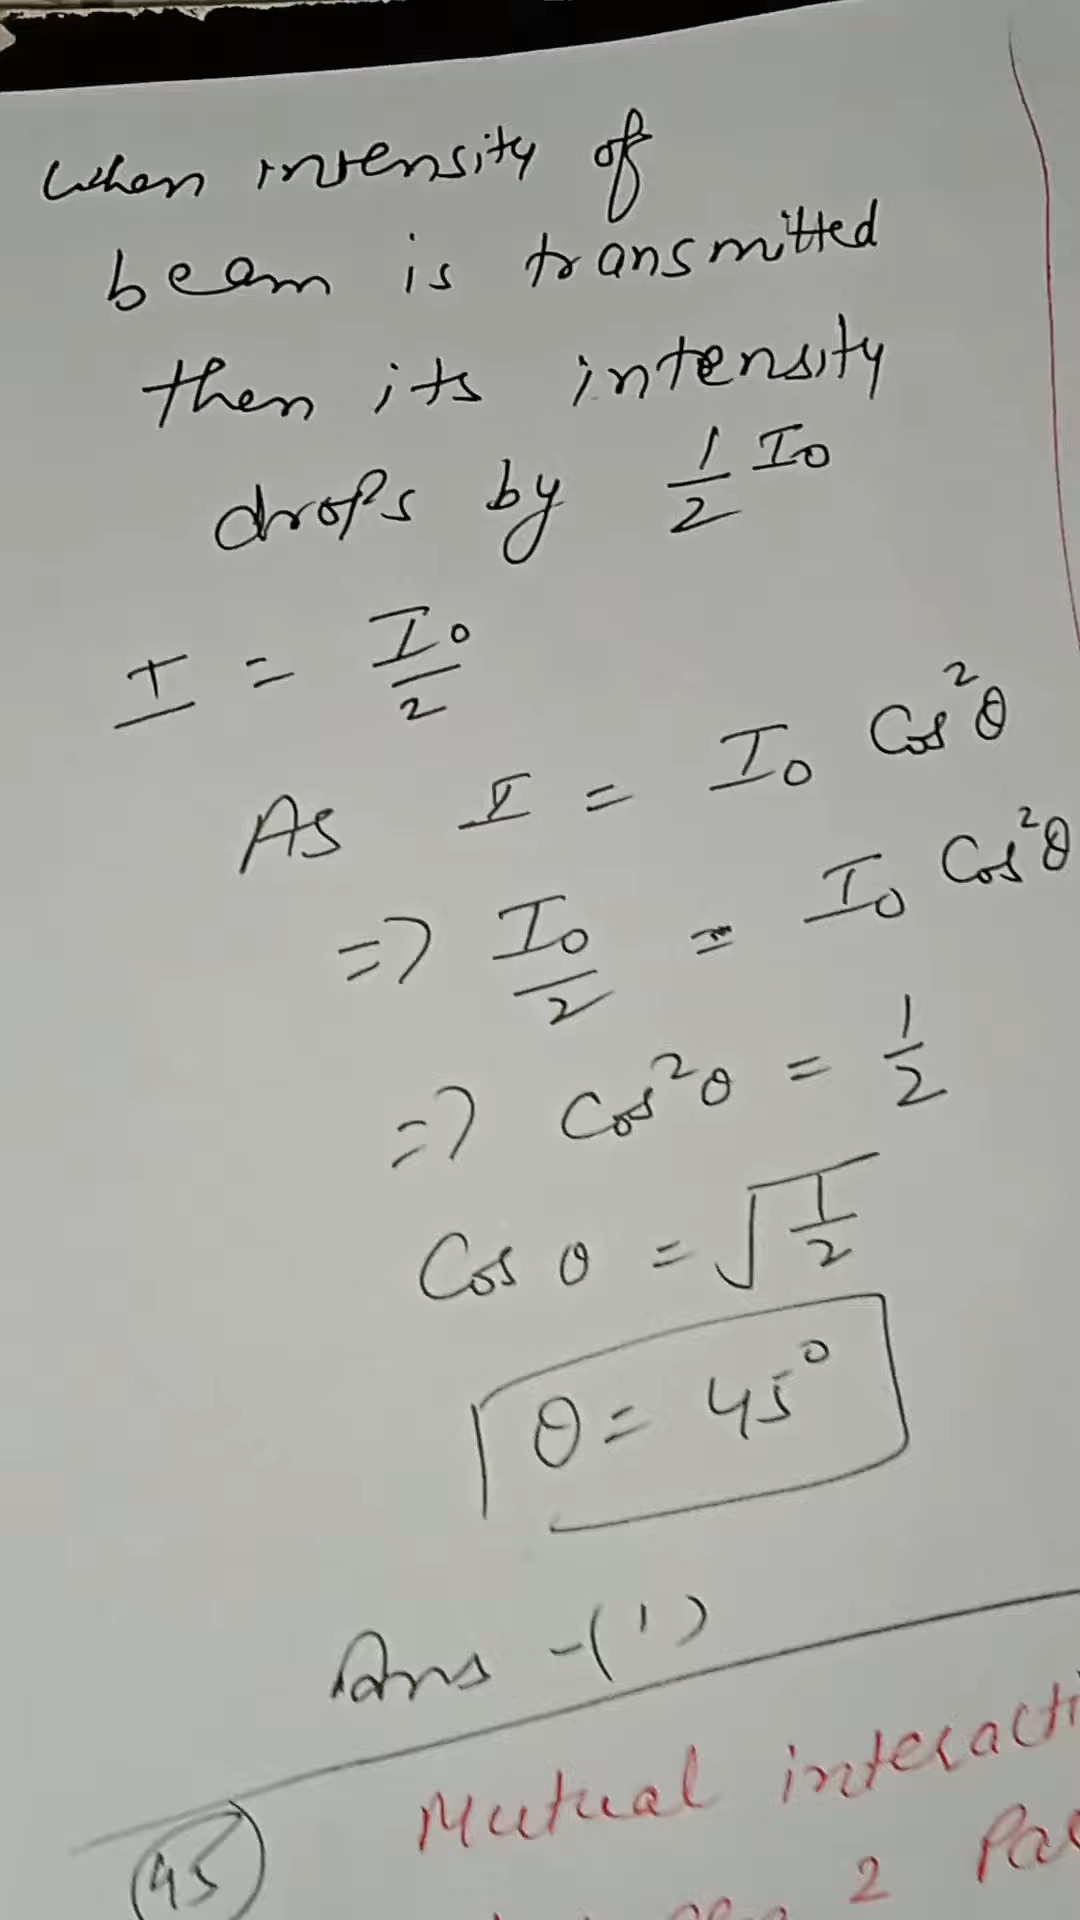 When intensity of
beam is transmitted
then its intensity
drops by 1/2 I0
I = I0/2
As I = I0 Cos²θ
=> I0/2 = I0 Cos²θ
=> Cos²θ = 1/2
Cos θ = √1/2
θ = 45°
Ans -(1)
(45) Mutual interacti
2 Pa